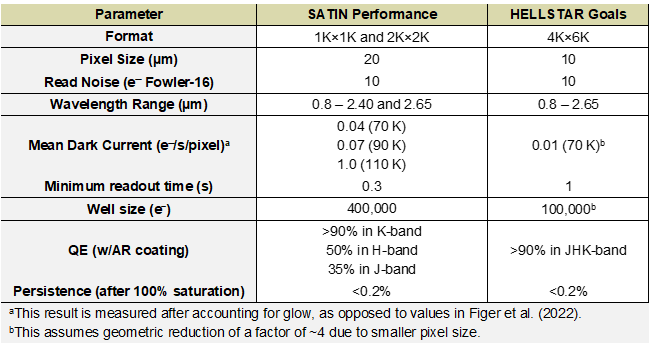 Parameter SATIN Performance HELLSTAR Goals
Format 1K×1K and 2K×2K 4K×6K
Pixel Size (µm) 20 10
Read Noise (e⁻ Fowler-16) 10 10
Wavelength Range (µm) 0.8 – 2.40 and 2.65 0.8 – 2.65
Mean Dark Current (e⁻/s/pixel)ᵃ
0.04 (70 K)
0.07 (90 K)
1.0 (110 K)
0.01 (70 K)ᵇ
Minimum readout time (s) 0.3 1
Well size (e⁻) 400,000 100,000ᵇ
QE (w/AR coating)
>90% in K-band
50% in H-band
35% in J-band
>90% in JHK-band
Persistence (after 100% saturation) <0.2% <0.2%
ᵃThis result is measured after accounting for glow, as opposed to values in Figer et al. (2022).
ᵇThis assumes geometric reduction of a factor of ~4 due to smaller pixel size.